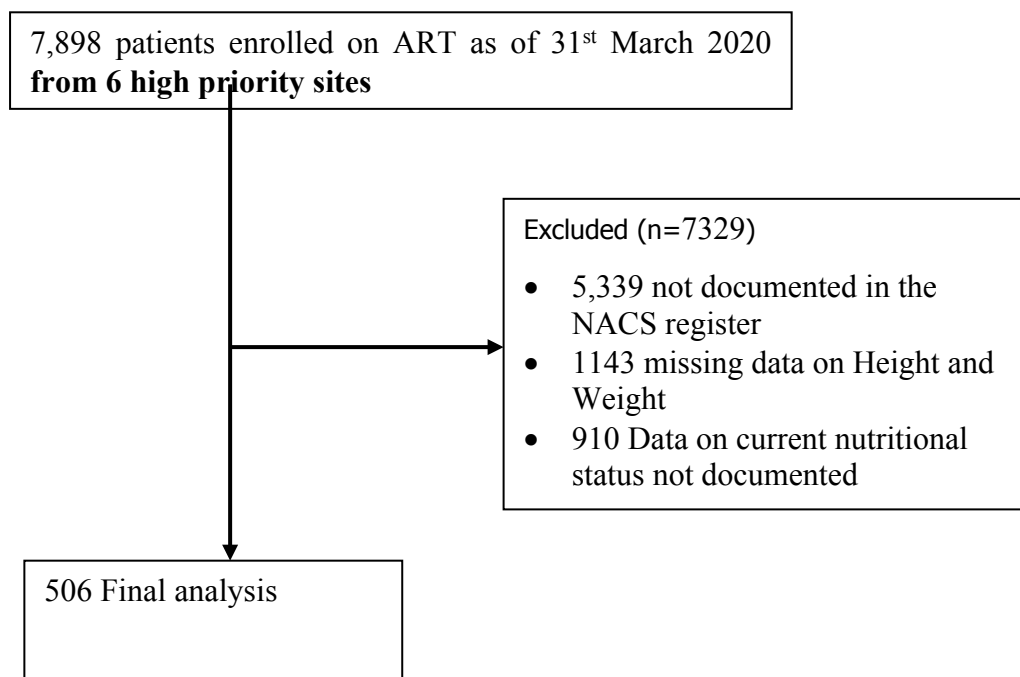 7,898 patients enrolled on ART as of 31st March 2020
from 6 high priority sites
Excluded (n=7329)
• 5,339 not documented in the
NACS register
• 1143 missing data on Height and
Weight
• 910 Data on current nutritional
status not documented
506 Final analysis